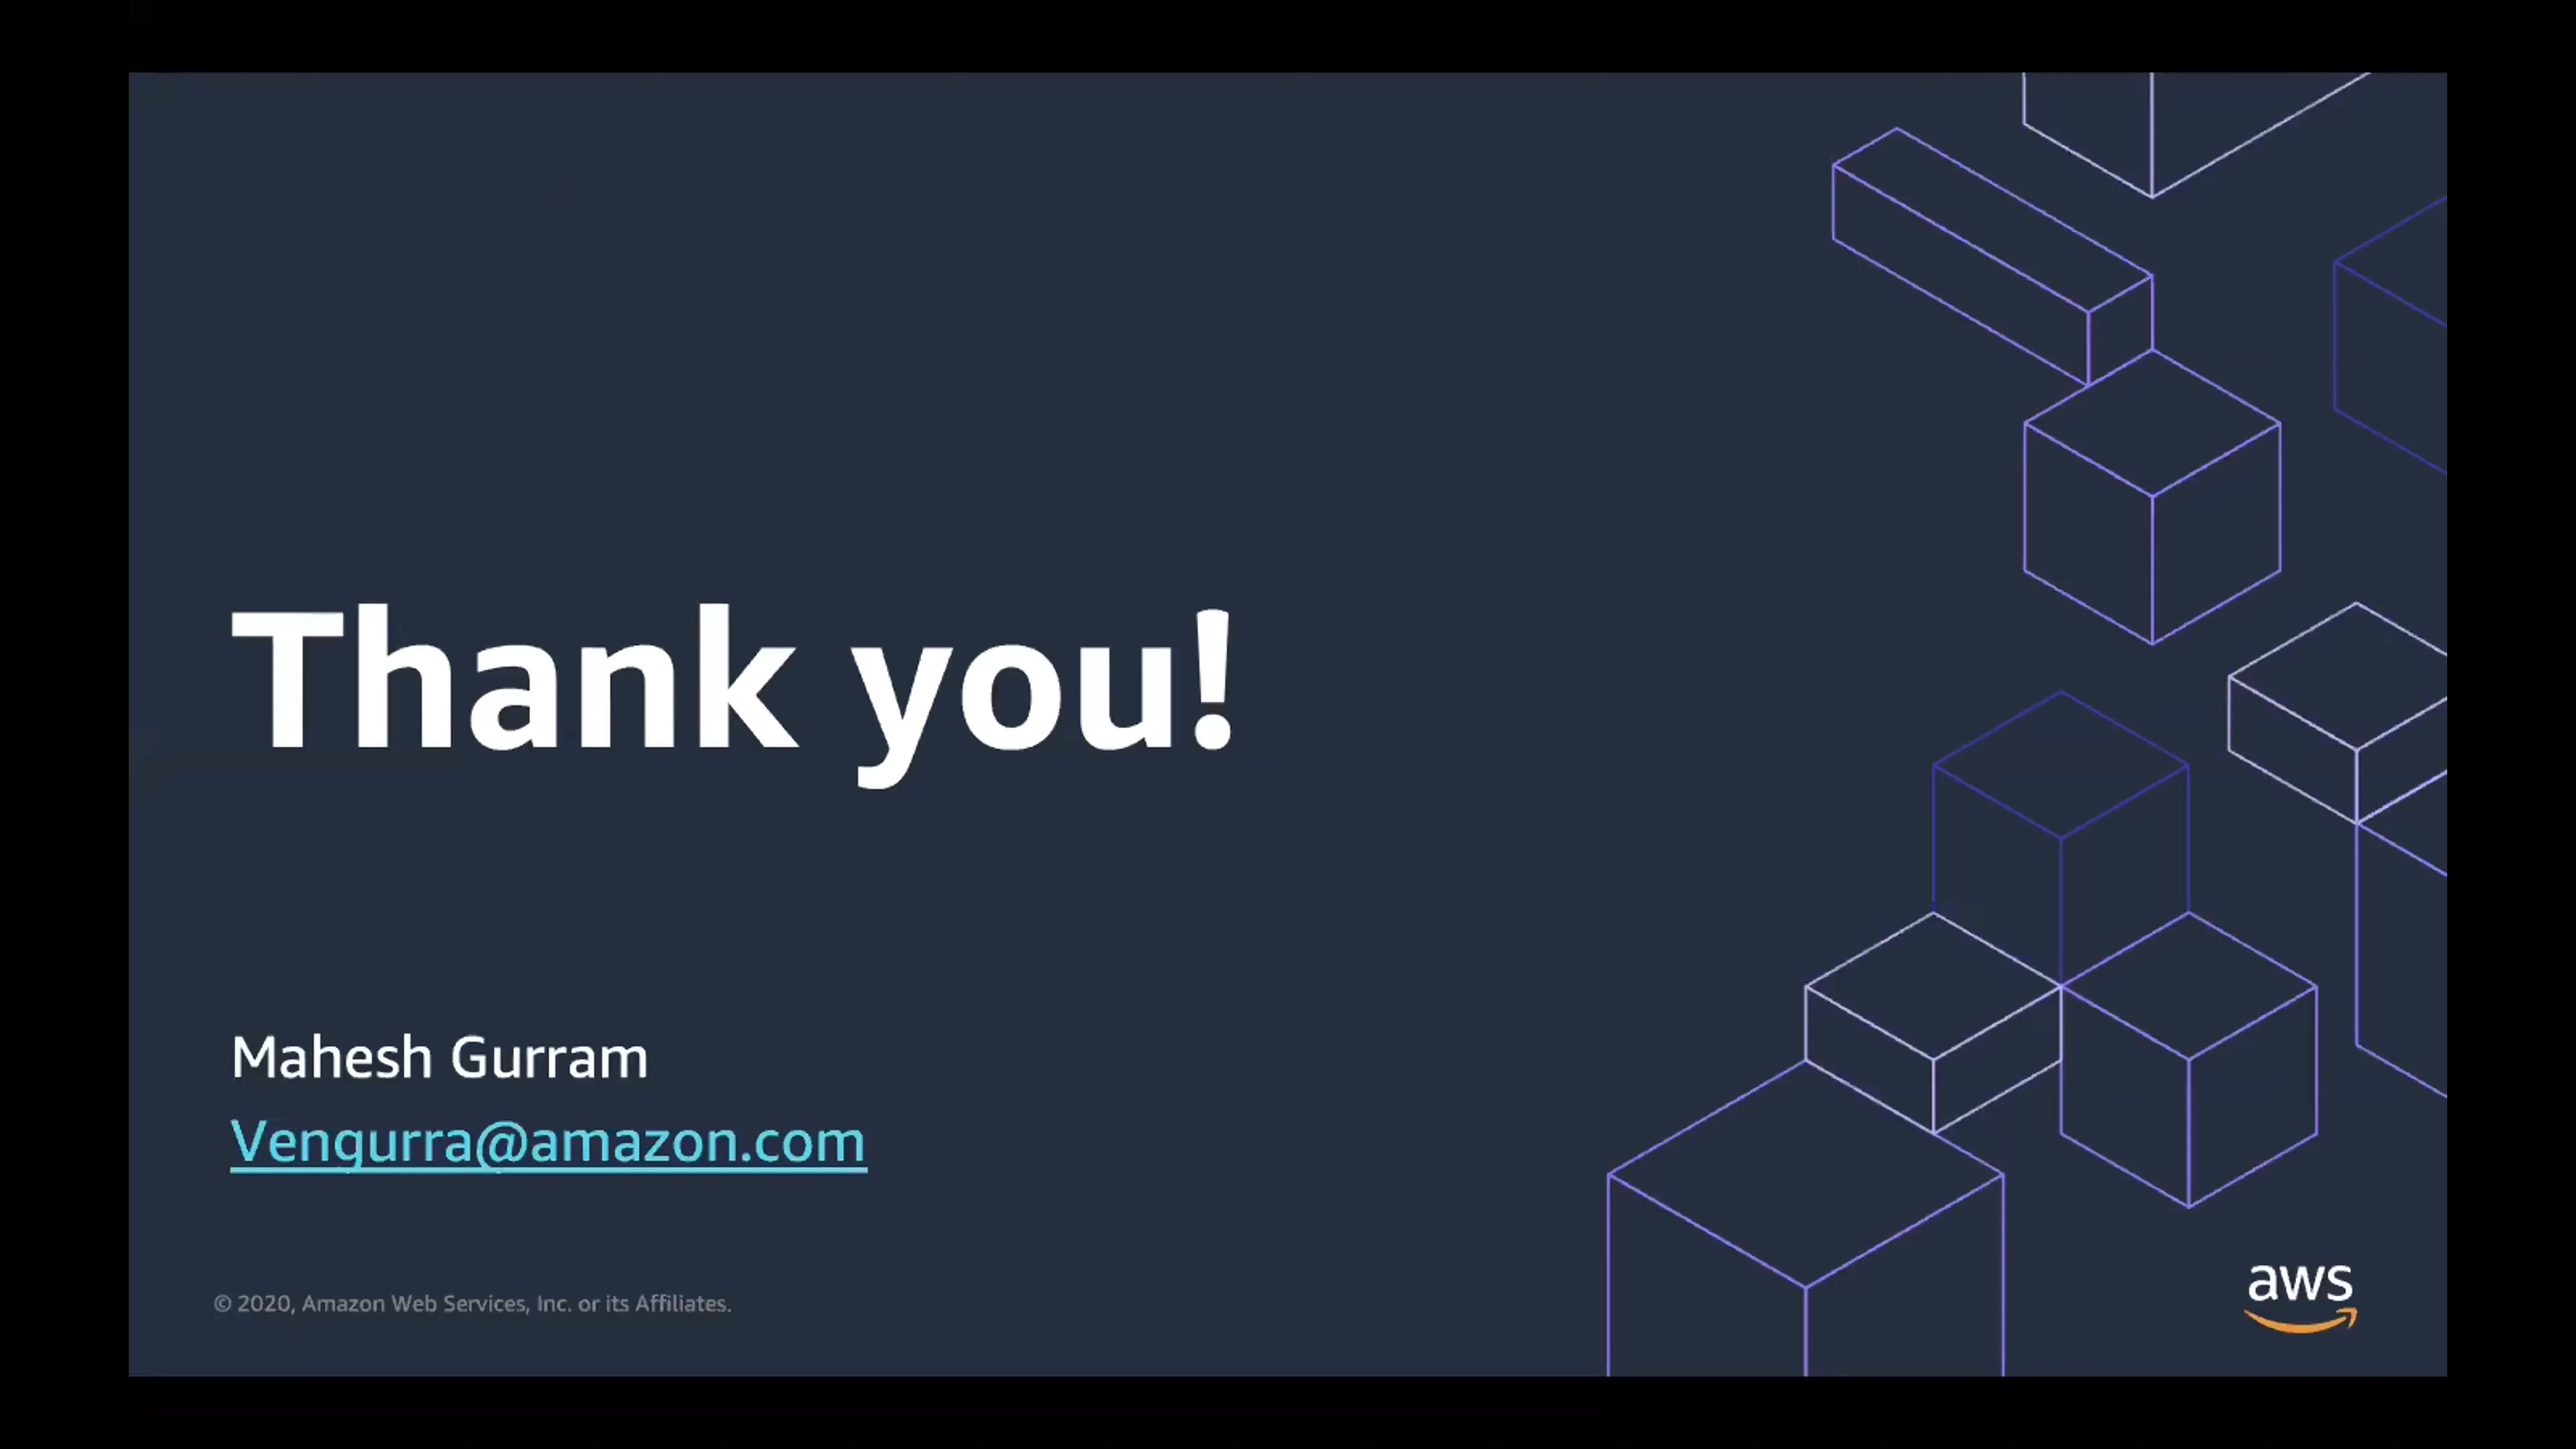 Thank you!
Mahesh Gurram
Vengurra@amazon.com
© 2020, Amazon Web Services, Inc. or its Affiliates.
aws